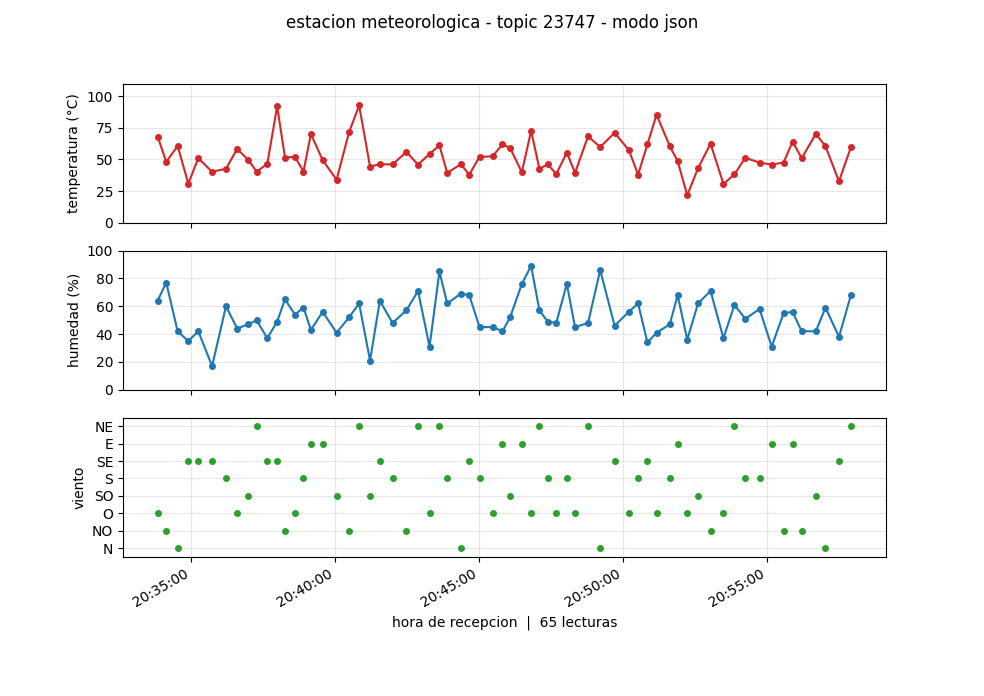 estacion meteorologica - topic 23747 - modo json
temperatura (°C)
100
75
50
25
0
humedad (%)
100
80
60
40
20
0
viento
NE
E
SE
S
SO
O
NO
N
20:35:00 20:40:00 20:45:00 20:50:00 20:55:00
hora de recepcion | 65 lecturas